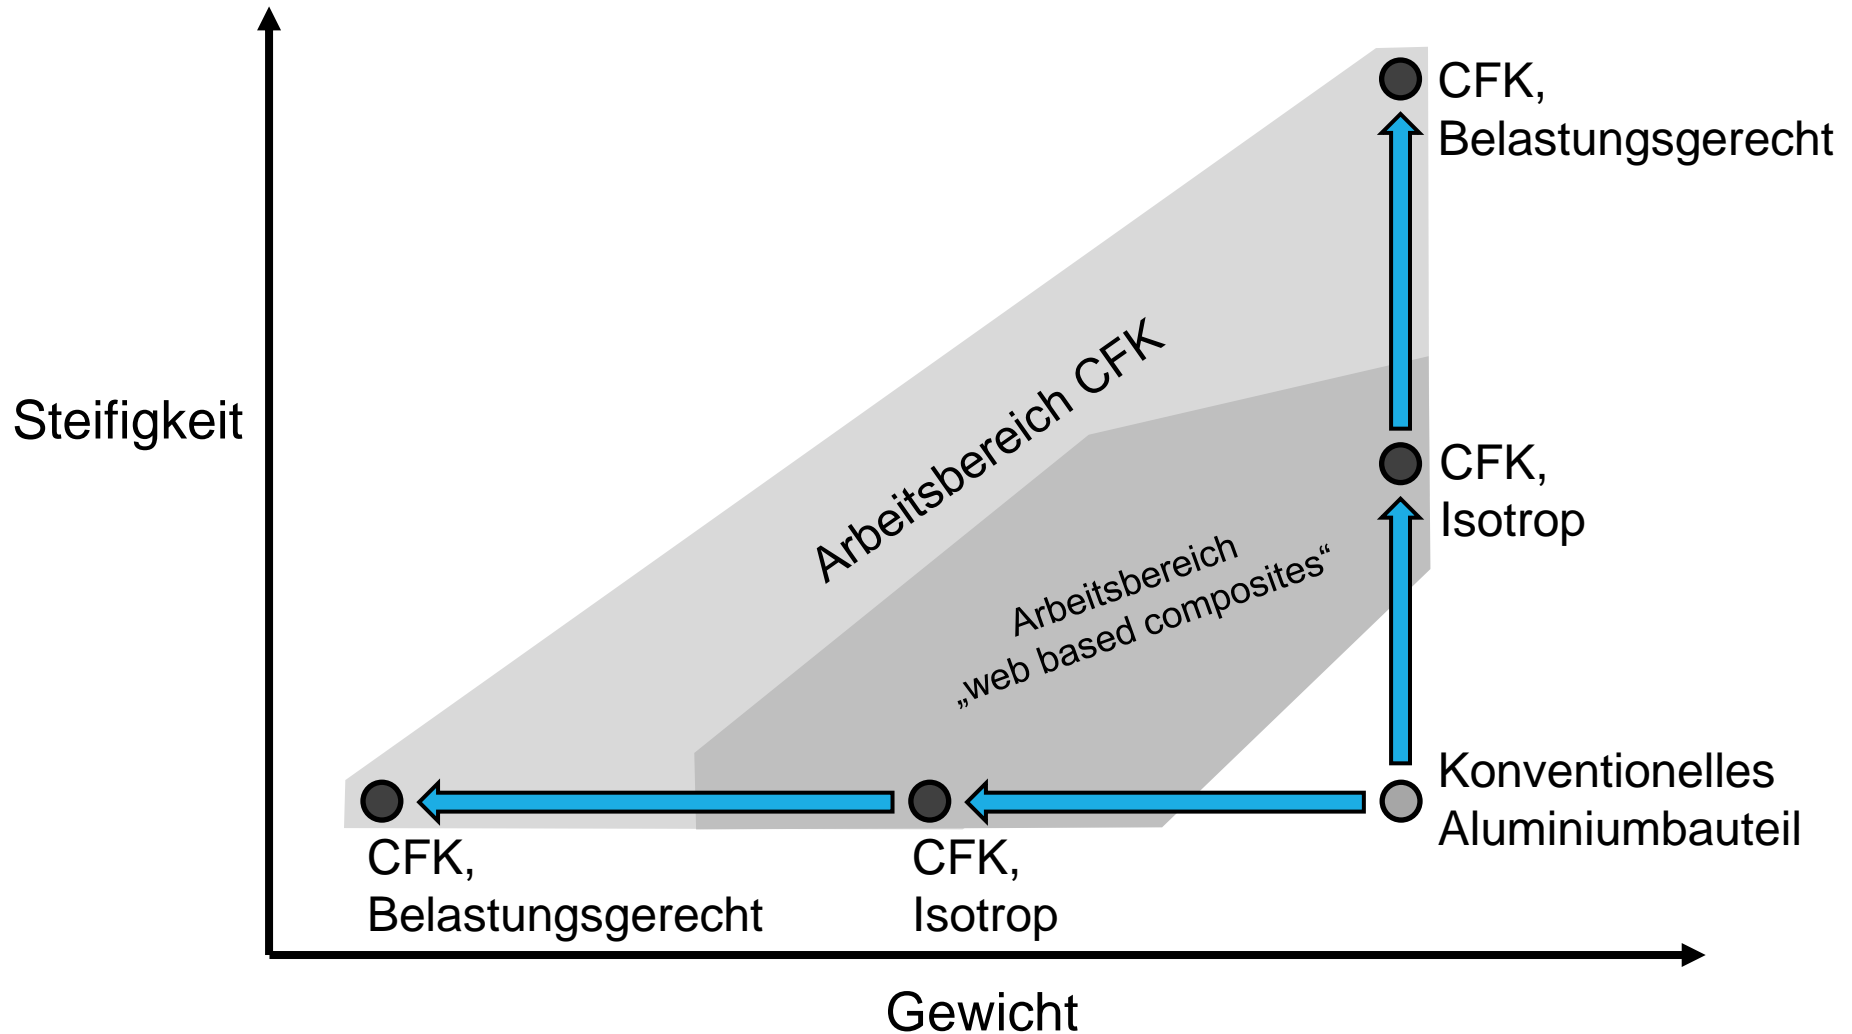 CFK,
Belastungsgerecht
Arbeitsbereich CFK
Steifigkeit
CFK,
Isotrop
Arbeitsbereich
„web based composites“
Konventionelles
Aluminiumbauteil
CFK,
Belastungsgerecht
CFK,
Isotrop
Gewicht